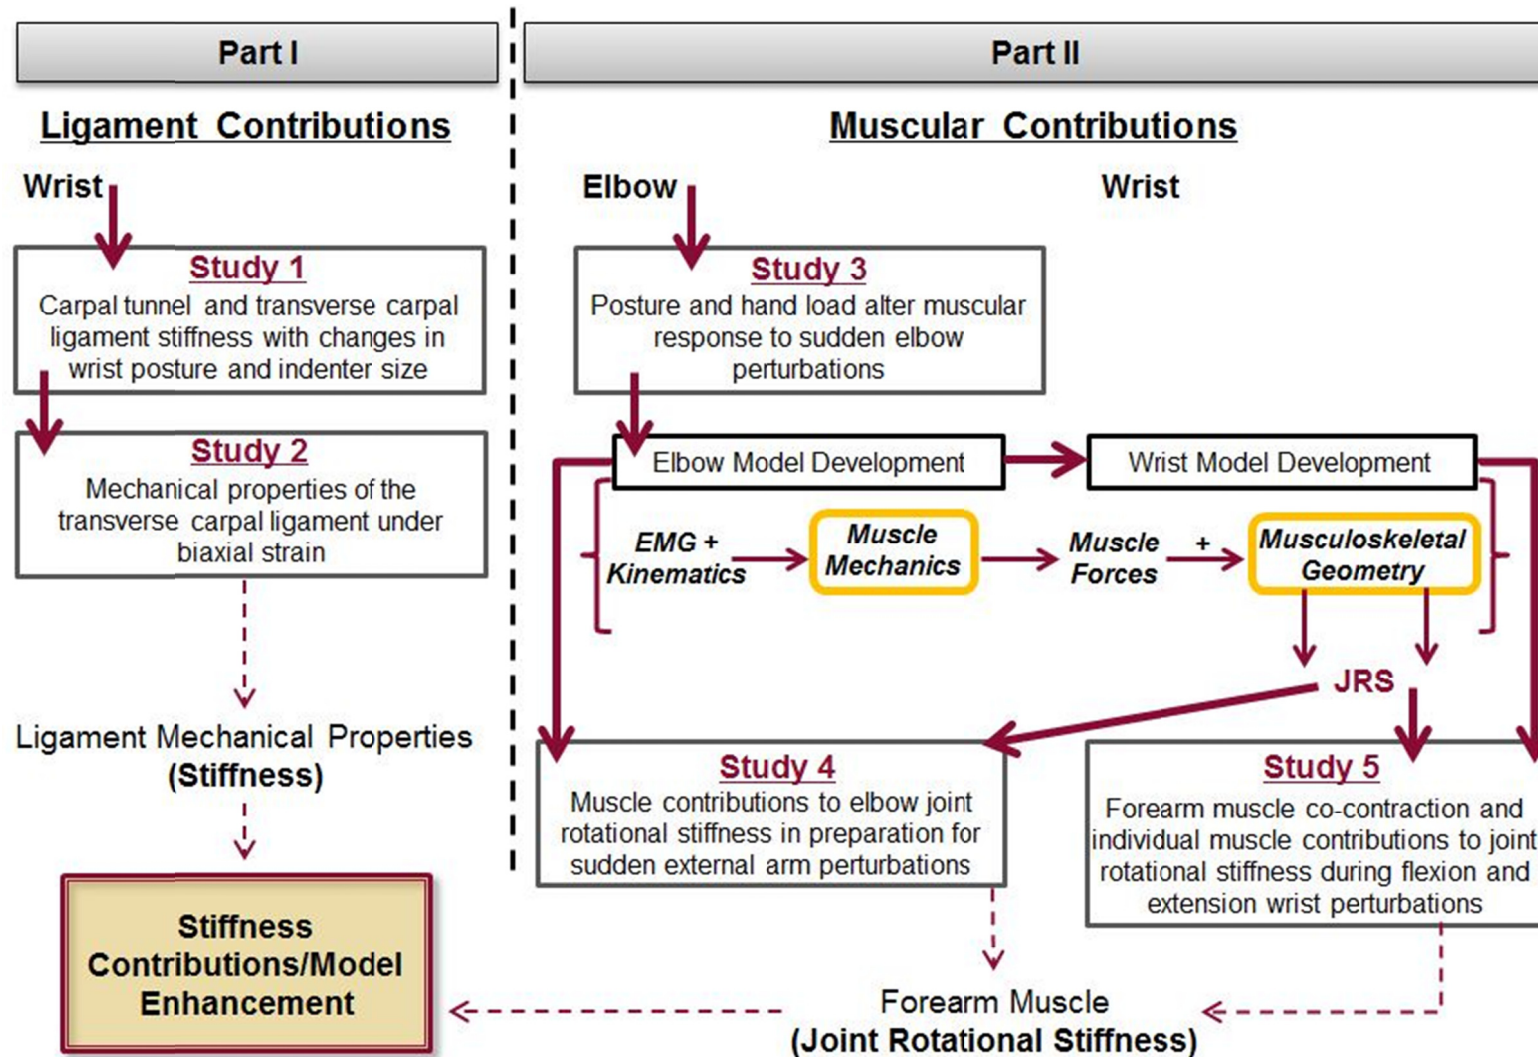 Part I
Ligament Contributions
Wrist
Study 1
Carpal tunnel and transverse carpal
ligament stiffness with changes in
wrist posture and indenter size
Study 2
Mechanical properties of the
transverse carpal ligament under
biaxial strain
Ligament Mechanical Properties
(Stiffness)
Stiffness
Contributions/Model
Enhancement
Part II
Muscular Contributions
Elbow
Wrist
Study 3
Posture and hand load alter muscular
response to sudden elbow
perturbations
Elbow Model Development
Wrist Model Development
EMG +
Kinematics
Muscle
Mechanics
Muscle
Forces
+
Musculoskeletal
Geometry
JRS
Study 4
Muscle contributions to elbow joint
rotational stiffness in preparation for
sudden external arm perturbations
Study 5
Forearm muscle co-contraction and
individual muscle contributions to joint
rotational stiffness during flexion and
extension wrist perturbations
Forearm Muscle
(Joint Rotational Stiffness)